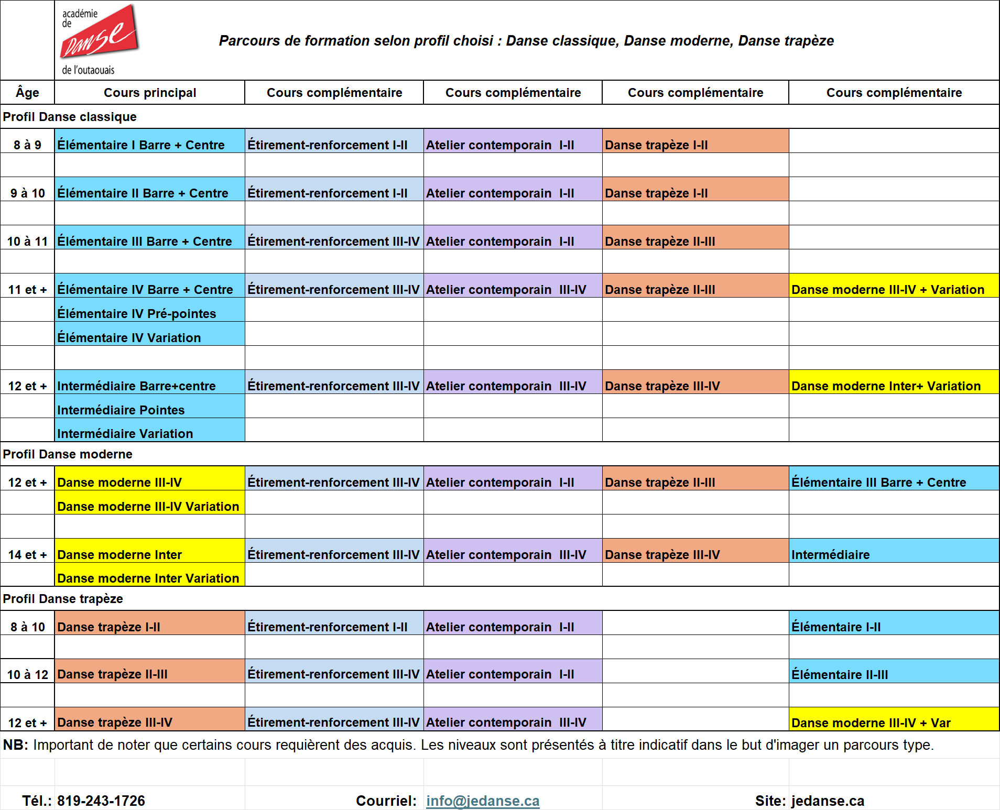 académie
de
Danse
de l'outaouais
Parcours de formation selon profil choisi : Danse classique, Danse moderne, Danse trapèze
Âge Cours principal Cours complémentaire Cours complémentaire Cours complémentaire Cours complémentaire
Profil Danse classique
8 à 9 Élémentaire I Barre + Centre Étirement-renforcement I-II Atelier contemporain I-II Danse trapèze I-II
9 à 10 Élémentaire II Barre + Centre Étirement-renforcement I-II Atelier contemporain I-II Danse trapèze I-II
10 à 11 Élémentaire III Barre + Centre Étirement-renforcement III-IV Atelier contemporain I-II Danse trapèze II-III
11 et + Élémentaire IV Barre + Centre Étirement-renforcement III-IV Atelier contemporain III-IV Danse trapèze II-III Danse moderne III-IV + Variation
Élémentaire IV Pré-pointes
Élémentaire IV Variation
12 et + Intermédiaire Barre+centre Étirement-renforcement III-IV Atelier contemporain III-IV Danse trapèze III-IV Danse moderne Inter+ Variation
Intermédiaire Pointes
Intermédiaire Variation
Profil Danse moderne
12 et + Danse moderne III-IV Étirement-renforcement III-IV Atelier contemporain I-II Danse trapèze II-III Élémentaire III Barre + Centre
Danse moderne III-IV Variation
14 et + Danse moderne Inter Étirement-renforcement III-IV Atelier contemporain III-IV Danse trapèze III-IV Intermédiaire
Danse moderne Inter Variation
Profil Danse trapèze
8 à 10 Danse trapèze I-II Étirement-renforcement I-II Atelier contemporain I-II Élémentaire I-II
10 à 12 Danse trapèze II-III Étirement-renforcement III-IV Atelier contemporain I-II Élémentaire II-III
12 et + Danse trapèze III-IV Étirement-renforcement III-IV Atelier contemporain III-IV Danse moderne III-IV + Var
NB: Important de noter que certains cours requièrent des acquis. Les niveaux sont présentés à titre indicatif dans le but d'imager un parcours type.
Tél.: 819-243-1726 Courriel: info@jedanse.ca Site: jedanse.ca